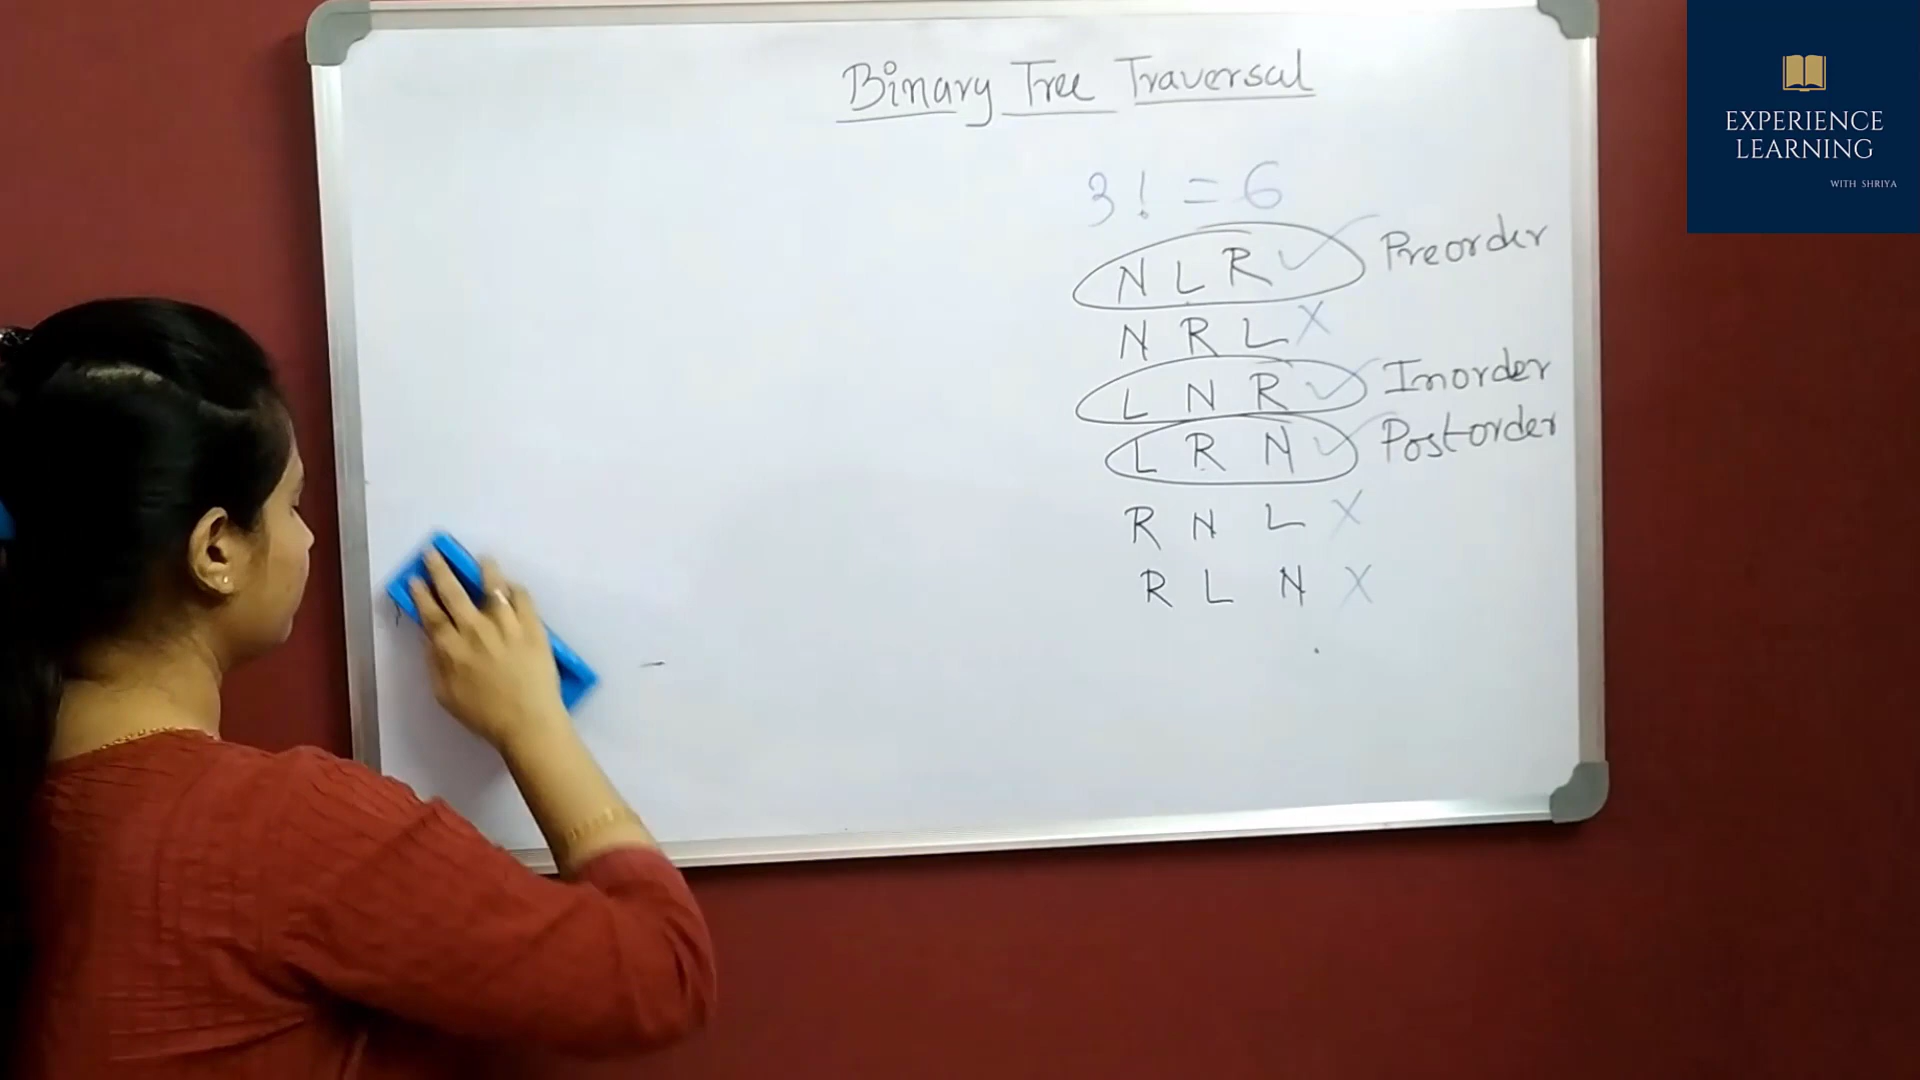 Binary Tree Traversal
3! = 6
N L R ✓ Preorder
N R L X
L N R ✓ Inorder
L R N ✓ Postorder
R N L X
R L N X
EXPERIENCE
LEARNING
WITH SHRIYA